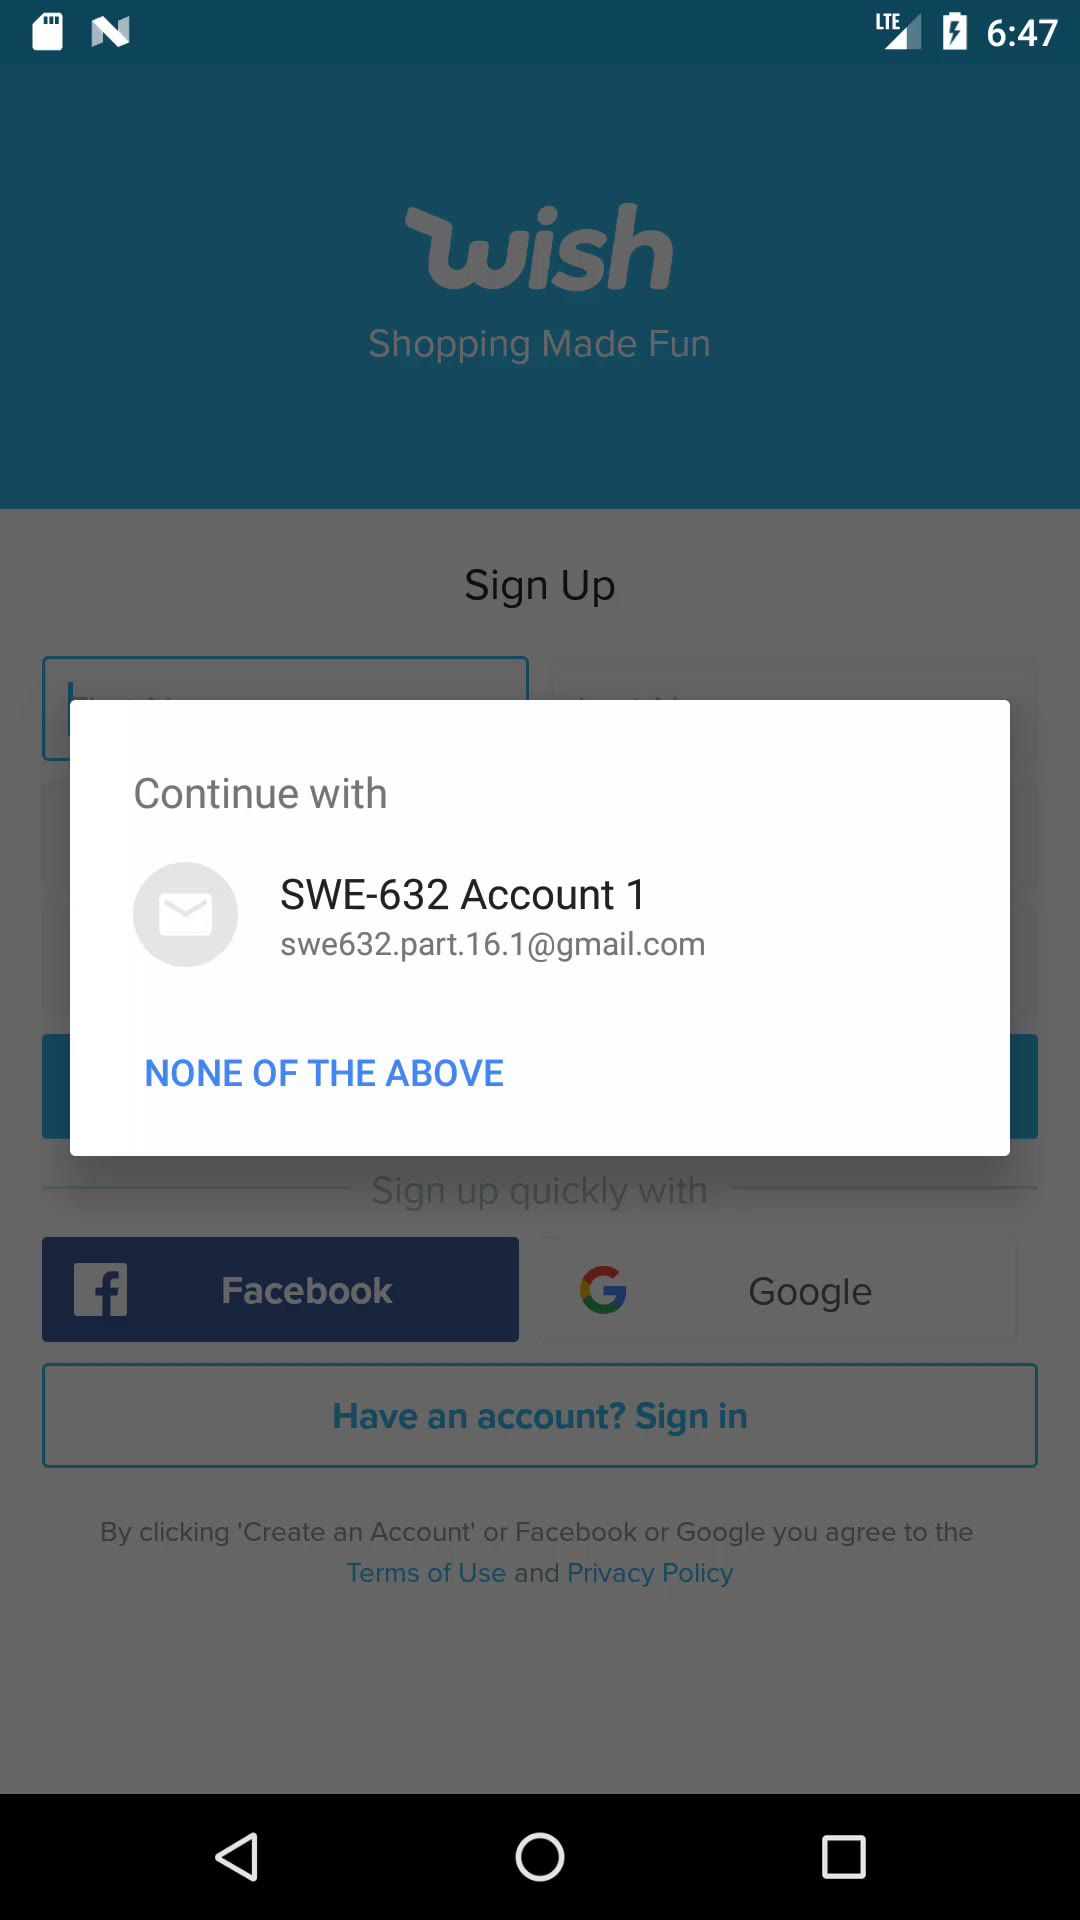 LTE 6:47
wish
Shopping Made Fun
Sign Up
Continue with
SWE-632 Account 1
swe632.part.16.1@gmail.com
NONE OF THE ABOVE
Sign up quickly with
Facebook
Google
Have an account? Sign in
By clicking 'Create an Account' or Facebook or Google you agree to the
Terms of Use and Privacy Policy